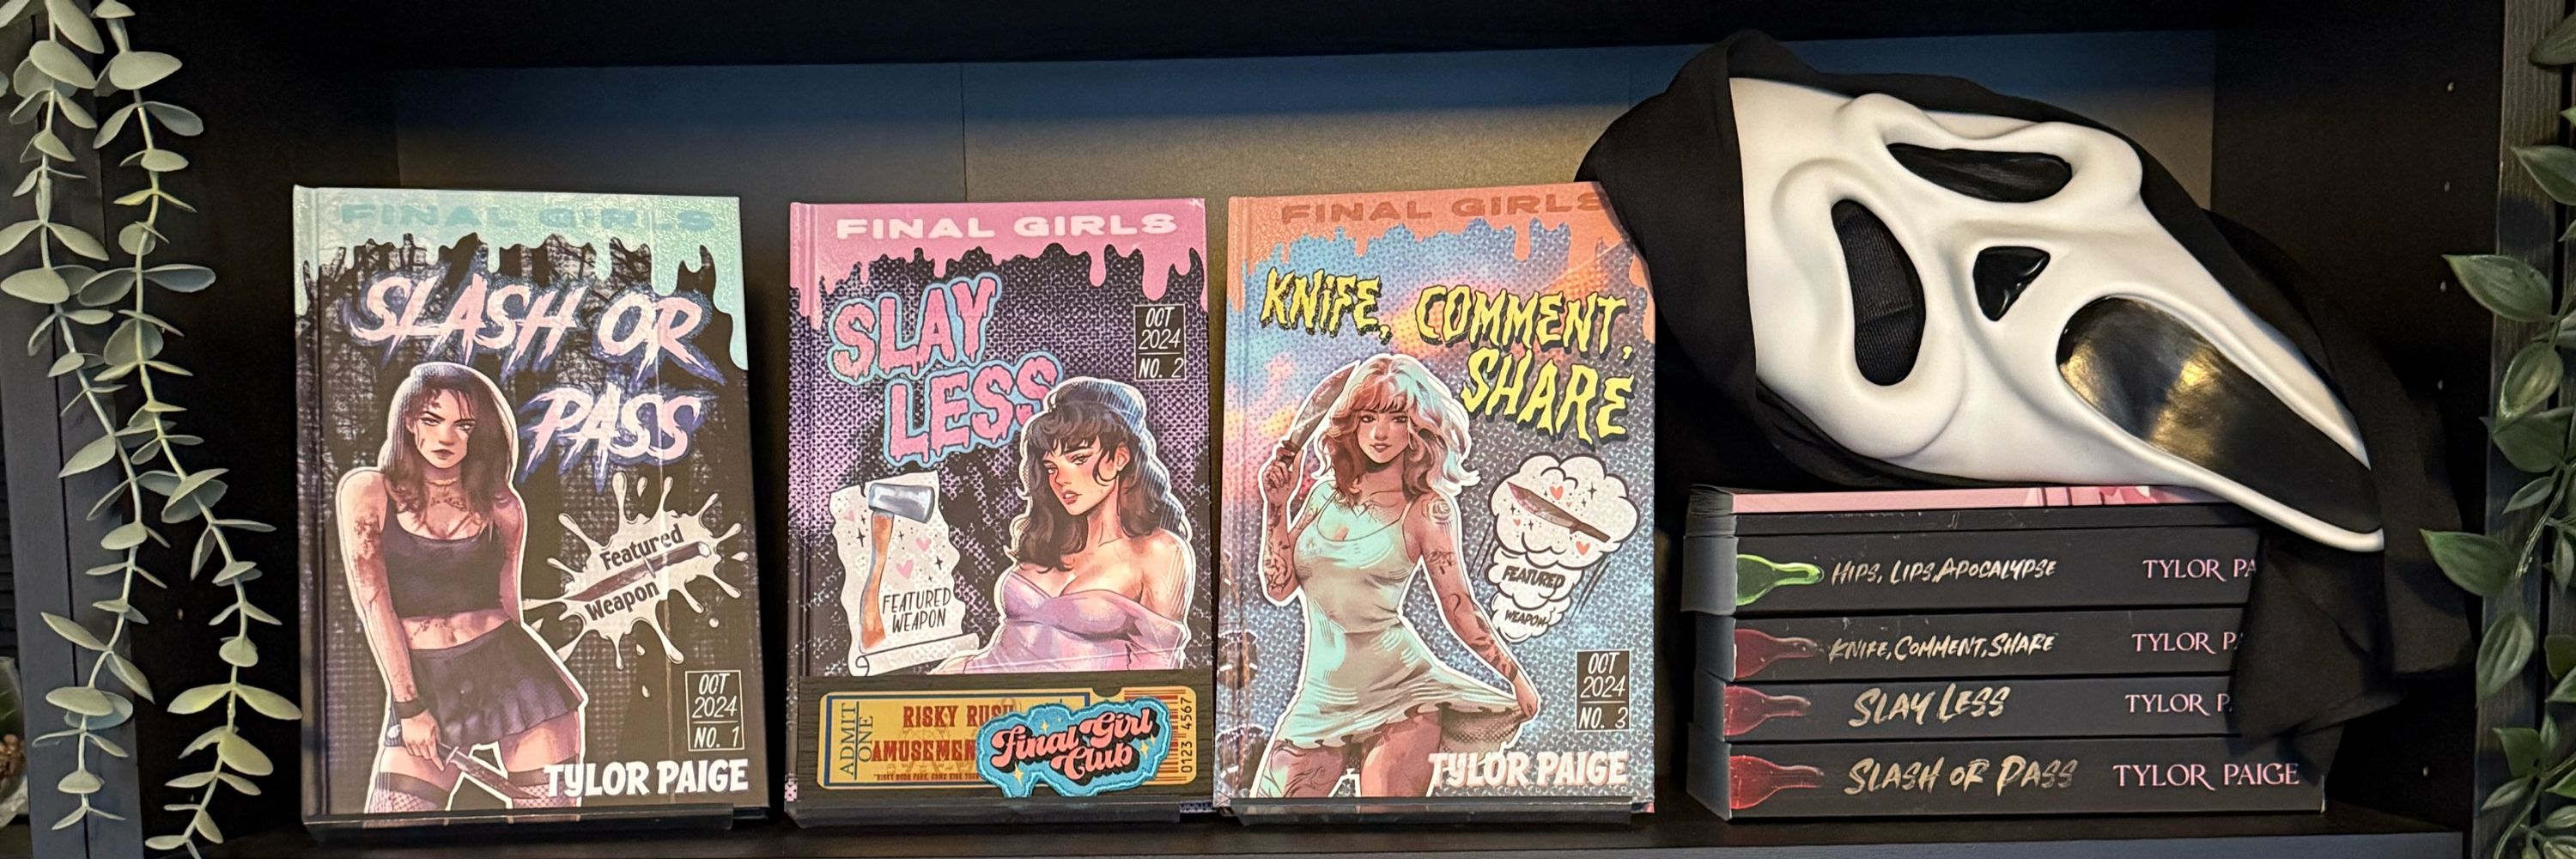 FINAL GIRLS
SLASH OR
PASS
Featured
Weapon
OCT
2024
NO. 1
TYLOR PAIGE
FINAL GIRLS
SLAY
LESS
OCT
2024
NO. 2
FEATURED
WEAPON
ADMIT
ONE
RISKY
0123 4567
Final Girl
Club
FINAL GIRLS
KNIFE, COMMENT,
SHARE
FEATURED
WEAPON
OCT
2024
NO. 3
TYLOR PAIGE
HIPS, LIPS, APOCALYPSE TYLOR
KNIFE, COMMENT, SHARE TYLOR
SLAY LESS TYLOR
SLASH OR PASS TYLOR PAIGE